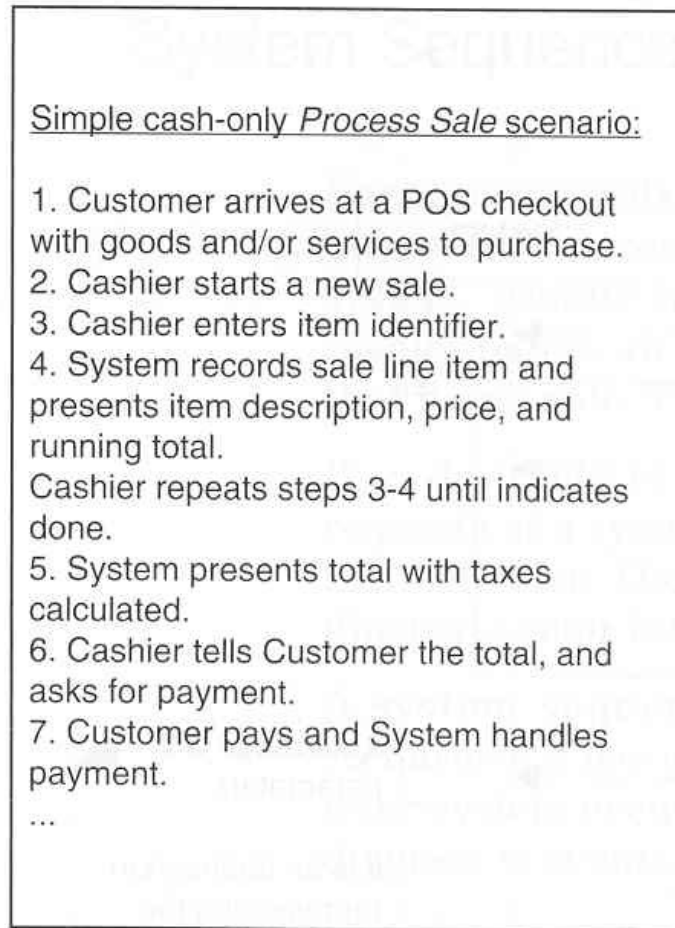 System Sequence
Simple cash-only Process Sale scenario:
1. Customer arrives at a POS checkout
with goods and/or services to purchase.
2. Cashier starts a new sale.
3. Cashier enters item identifier.
4. System records sale line item and
presents item description, price, and
running total.
Cashier repeats steps 3-4 until indicates
done.
5. System presents total with taxes
calculated.
6. Cashier tells Customer the total, and
asks for payment.
7. Customer pays and System handles
payment.
...